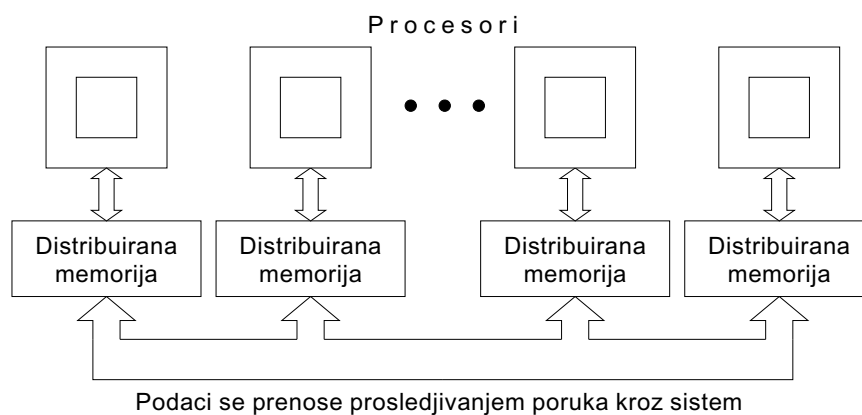 Procesori
Distribuirana
memorija
Distribuirana
memorija
Distribuirana
memorija
Distribuirana
memorija
Podaci se prenose prosledjivanjem poruka kroz sistem